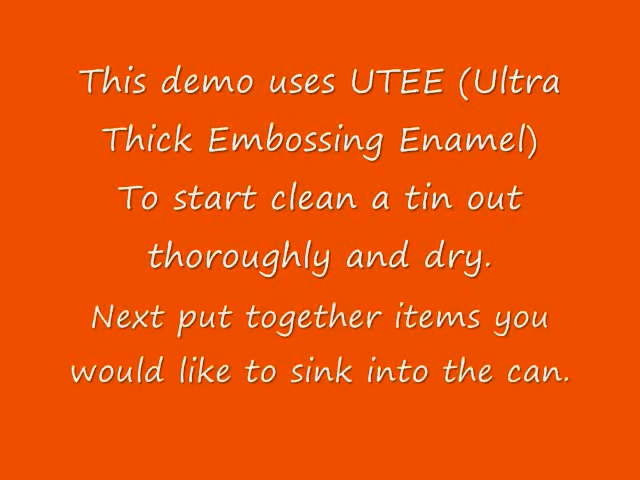 This demo uses UTEE (Ultra
Thick Embossing Enamel)
To start clean a tin out
thoroughly and dry.
Next put together items you
would like to sink into the can.